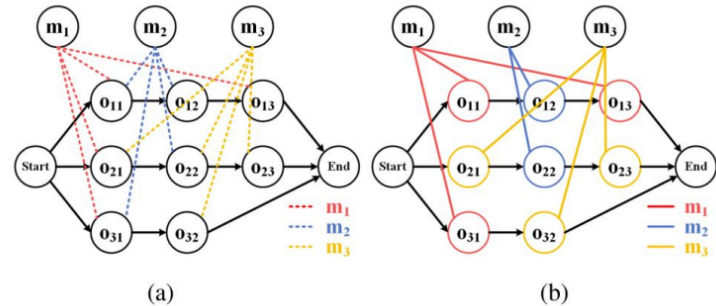 m1 m2 m3
o11 o12 o13
Start o21 o22 o23 End
o31 o32
m1
m2
m3
(a)
m1 m2 m3
o11 o12 o13
Start o21 o22 o23 End
o31 o32
m1
m2
m3
(b)